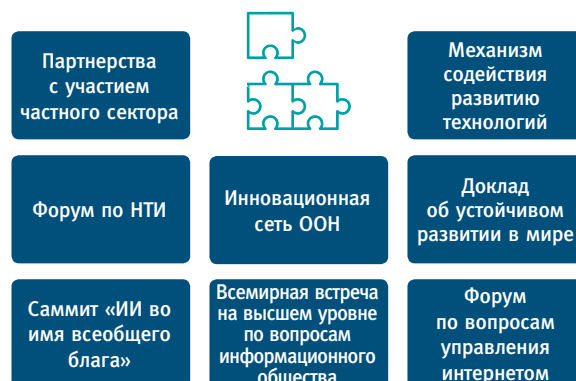 Партнерства
с участием
частного сектора
Механизм
содействия
развитию
технологий
Форум по НТИ
Инновационная
сеть ООН
Доклад
об устойчивом
развитии в мире
Саммит «ИИ во
имя всеобщего
блага»
Всемирная встреча
на высшем уровне
по вопросам
информационного
общества
Форум
по вопросам
управления
интернетом